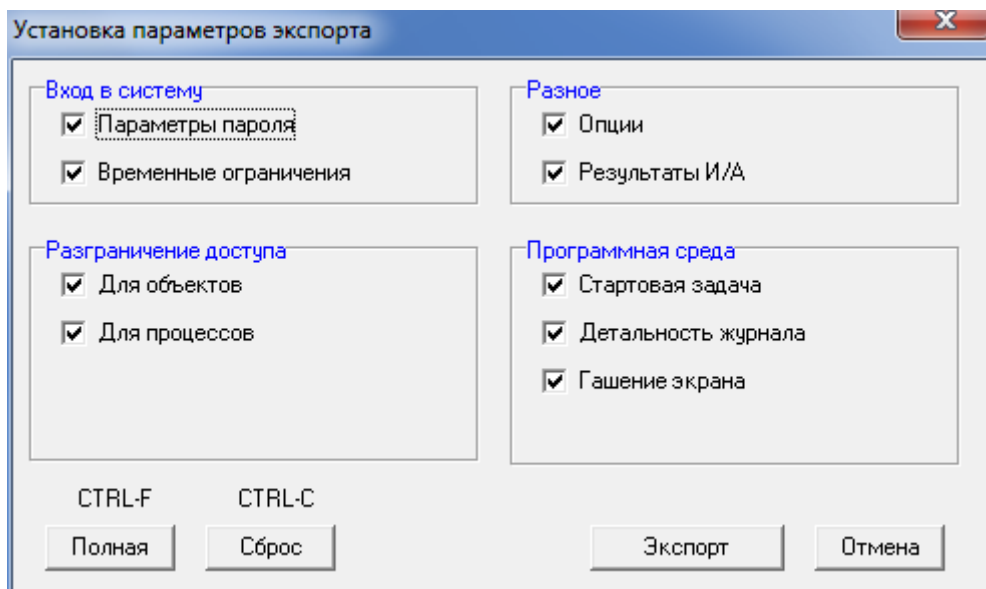 Установка параметров экспорта
Вход в систему
Параметры пароля
Временные ограничения
Разное
Опции
Результаты И/А
Разграничение доступа
Для объектов
Для процессов
Программная среда
Стартовая задача
Детальность журнала
Гашение экрана
CTRL-F CTRL-C
Полная Сброс Экспорт Отмена